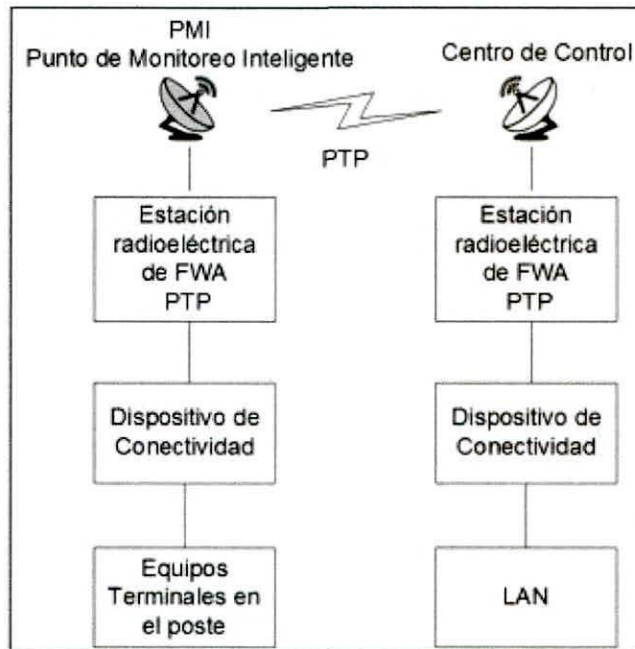 PMI
Punto de Monitoreo Inteligente
Centro de Control
PTP
Estación
radioeléctrica
de FWA
PTP
Estación
radioeléctrica
de FWA
PTP
Dispositivo de
Conectividad
Dispositivo de
Conectividad
Equipos
Terminales en
el poste
LAN